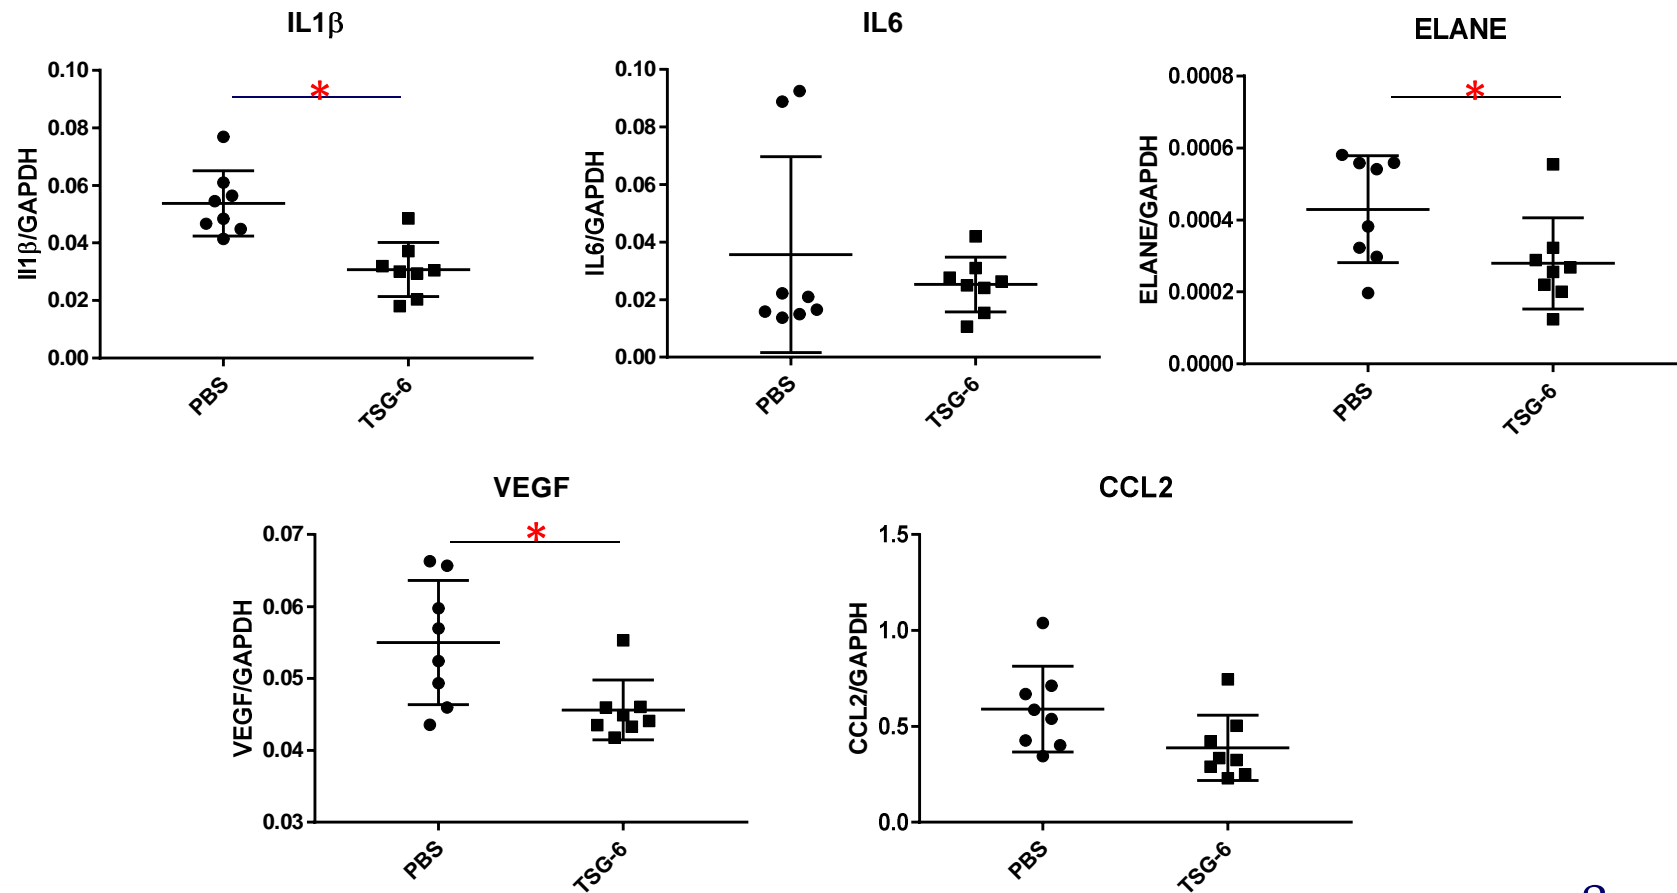 IL1β
IL6
ELANE
Il1β/GAPDH
0.10
0.08
0.06
0.04
0.02
0.00
*
PBS
TSG-6
IL6/GAPDH
0.10
0.08
0.06
0.04
0.02
0.00
PBS
TSG-6
ELANE/GAPDH
0.0008
0.0006
0.0004
0.0002
0.0000
*
PBS
TSG-6
VEGF
CCL2
VEGF/GAPDH
0.07
0.06
0.05
0.04
0.03
*
PBS
TSG-6
CCL2/GAPDH
1.5
1.0
0.5
0.0
PBS
TSG-6